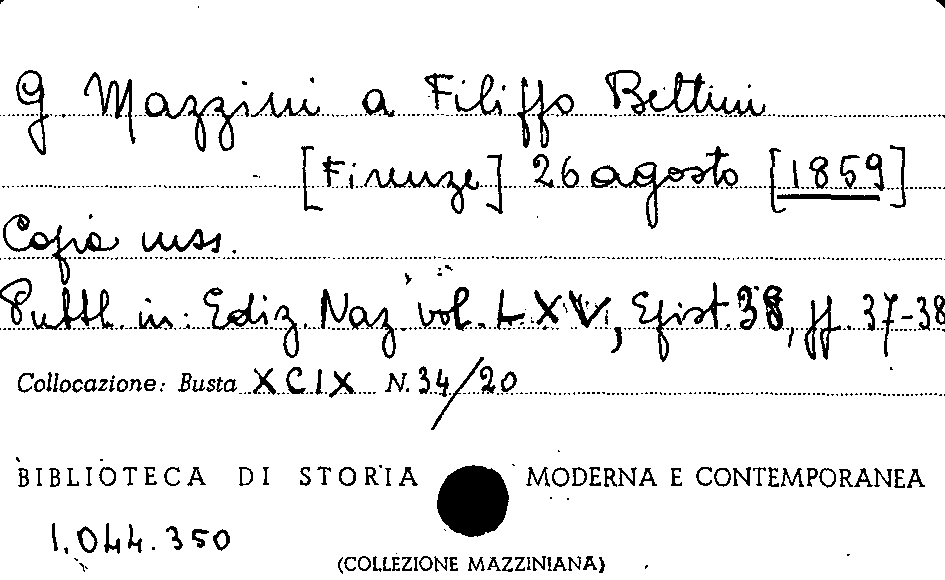 G. Mazzini a Filippo Bettini
[Firenze] 26 agosto [1859]
Copia mss.
Pubbl. in: Ediz. Naz. vol. LXV, Epist. 38, pp. 37-38
Collocazione: Busta XCIX N. 34/20
BIBLIOTECA DI STORIA MODERNA E CONTEMPORANEA
1.044.350
(COLLEZIONE MAZZINIANA)